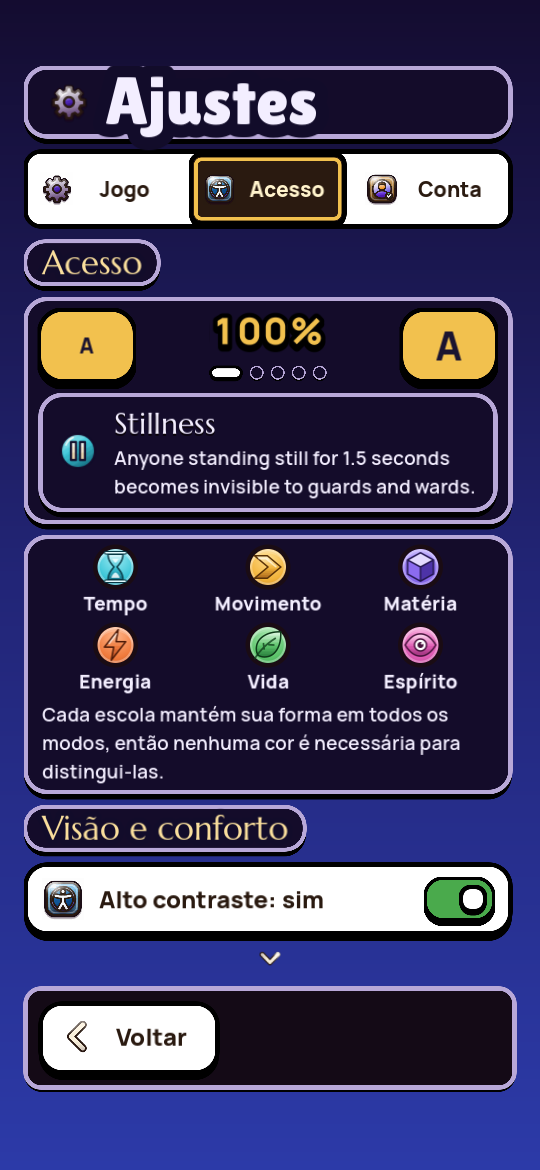 Ajustes
Jogo
Acesso
Conta
Acesso
A
100%
A
Stillness
Anyone standing still for 1.5 seconds
becomes invisible to guards and wards.
Tempo
Movimento
Matéria
Energia
Vida
Espírito
Cada escola mantém sua forma em todos os
modos, então nenhuma cor é necessária para
distingui-las.
Visão e conforto
Alto contraste: sim
Voltar